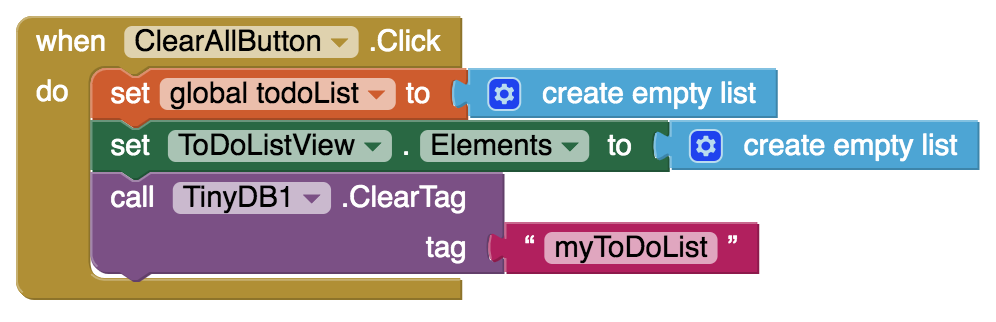 when ClearAllButton .Click
do set global todoList to create empty list
set ToDoListView . Elements to create empty list
call TinyDB1 .ClearTag
tag “ myToDoList ”